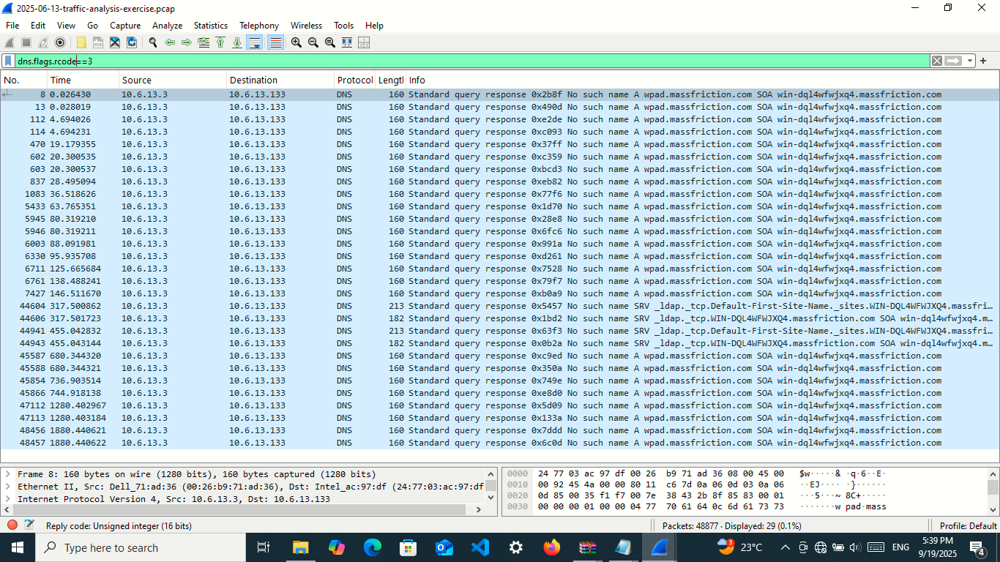 2025-06-13-traffic-analysis-exercise.pcap
File Edit View Go Capture Analyze Statistics Telephony Wireless Tools Help
dns.flags.rcode==3
No. Time Source Destination Protocol Lengtl Info
8 0.026430 10.6.13.3 10.6.13.133 DNS 160 Standard query response 0x2b8f No such name A wpad.massfriction.com SOA win-dql4wfwjxq4.massfriction.com
13 0.028019 10.6.13.3 10.6.13.133 DNS 160 Standard query response 0x490d No such name A wpad.massfriction.com SOA win-dql4wfwjxq4.massfriction.com
112 4.694026 10.6.13.3 10.6.13.133 DNS 160 Standard query response 0xe2de No such name A wpad.massfriction.com SOA win-dql4wfwjxq4.massfriction.com
114 4.694231 10.6.13.3 10.6.13.133 DNS 160 Standard query response 0xc093 No such name A wpad.massfriction.com SOA win-dql4wfwjxq4.massfriction.com
470 19.179355 10.6.13.3 10.6.13.133 DNS 160 Standard query response 0x37ff No such name A wpad.massfriction.com SOA win-dql4wfwjxq4.massfriction.com
602 20.300535 10.6.13.3 10.6.13.133 DNS 160 Standard query response 0xc359 No such name A wpad.massfriction.com SOA win-dql4wfwjxq4.massfriction.com
603 20.300537 10.6.13.3 10.6.13.133 DNS 160 Standard query response 0xbcd3 No such name A wpad.massfriction.com SOA win-dql4wfwjxq4.massfriction.com
837 28.495094 10.6.13.3 10.6.13.133 DNS 160 Standard query response 0xeb82 No such name A wpad.massfriction.com SOA win-dql4wfwjxq4.massfriction.com
1083 36.518626 10.6.13.3 10.6.13.133 DNS 160 Standard query response 0x77f6 No such name A wpad.massfriction.com SOA win-dql4wfwjxq4.massfriction.com
5433 63.765351 10.6.13.3 10.6.13.133 DNS 160 Standard query response 0x1d70 No such name A wpad.massfriction.com SOA win-dql4wfwjxq4.massfriction.com
5945 80.319210 10.6.13.3 10.6.13.133 DNS 160 Standard query response 0x28e8 No such name A wpad.massfriction.com SOA win-dql4wfwjxq4.massfriction.com
5946 80.319211 10.6.13.3 10.6.13.133 DNS 160 Standard query response 0x6fc6 No such name A wpad.massfriction.com SOA win-dql4wfwjxq4.massfriction.com
6003 88.091981 10.6.13.3 10.6.13.133 DNS 160 Standard query response 0x991a No such name A wpad.massfriction.com SOA win-dql4wfwjxq4.massfriction.com
6330 95.935708 10.6.13.3 10.6.13.133 DNS 160 Standard query response 0xd261 No such name A wpad.massfriction.com SOA win-dql4wfwjxq4.massfriction.com
6711 125.665684 10.6.13.3 10.6.13.133 DNS 160 Standard query response 0x7528 No such name A wpad.massfriction.com SOA win-dql4wfwjxq4.massfriction.com
6761 138.488241 10.6.13.3 10.6.13.133 DNS 160 Standard query response 0x79f7 No such name A wpad.massfriction.com SOA win-dql4wfwjxq4.massfriction.com
7427 146.511670 10.6.13.3 10.6.13.133 DNS 160 Standard query response 0xb0a9 No such name A wpad.massfriction.com SOA win-dql4wfwjxq4.massfriction.com
44604 317.500862 10.6.13.3 10.6.13.133 DNS 213 Standard query response 0x5457 No such name SRV _ldap._tcp.Default-First-Site-Name._sites.WIN-DQL4WFWJXQ4.massfri…
44606 317.501723 10.6.13.3 10.6.13.133 DNS 182 Standard query response 0x1bd2 No such name SRV _ldap._tcp.WIN-DQL4WFWJXQ4.massfriction.com SOA win-dql4wfwjxq4.m…
44941 455.042832 10.6.13.3 10.6.13.133 DNS 213 Standard query response 0x63f3 No such name SRV _ldap._tcp.Default-First-Site-Name._sites.WIN-DQL4WFWJXQ4.massfri…
44943 455.043144 10.6.13.3 10.6.13.133 DNS 182 Standard query response 0x0b2a No such name SRV _ldap._tcp.WIN-DQL4WFWJXQ4.massfriction.com SOA win-dql4wfwjxq4.m…
45587 680.344320 10.6.13.3 10.6.13.133 DNS 160 Standard query response 0xc9ed No such name A wpad.massfriction.com SOA win-dql4wfwjxq4.massfriction.com
45588 680.344321 10.6.13.3 10.6.13.133 DNS 160 Standard query response 0x350a No such name A wpad.massfriction.com SOA win-dql4wfwjxq4.massfriction.com
45854 736.903514 10.6.13.3 10.6.13.133 DNS 160 Standard query response 0x749e No such name A wpad.massfriction.com SOA win-dql4wfwjxq4.massfriction.com
45866 744.918138 10.6.13.3 10.6.13.133 DNS 160 Standard query response 0xe8d0 No such name A wpad.massfriction.com SOA win-dql4wfwjxq4.massfriction.com
47112 1280.402967 10.6.13.3 10.6.13.133 DNS 160 Standard query response 0x5d09 No such name A wpad.massfriction.com SOA win-dql4wfwjxq4.massfriction.com
47113 1280.403184 10.6.13.3 10.6.13.133 DNS 160 Standard query response 0x133a No such name A wpad.massfriction.com SOA win-dql4wfwjxq4.massfriction.com
48456 1880.440621 10.6.13.3 10.6.13.133 DNS 160 Standard query response 0x7ddd No such name A wpad.massfriction.com SOA win-dql4wfwjxq4.massfriction.com
48457 1880.440622 10.6.13.3 10.6.13.133 DNS 160 Standard query response 0x6c0d No such name A wpad.massfriction.com SOA win-dql4wfwjxq4.massfriction.com
Frame 8: 160 bytes on wire (1280 bits), 160 bytes captured (1280 bits)
Ethernet II, Src: Dell_71:ad:36 (00:26:b9:71:ad:36), Dst: Intel_ac:97:df (24:77:03:ac:97:df
Internet Protocol Version 4, Src: 10.6.13.3, Dst: 10.6.13.133
0000 24 77 03 ac 97 df 00 26 b9 71 ad 36 08 00 45 00 $w·····& ·q·6··E·
0010 00 92 45 4a 00 00 80 11 c6 7d 0a 06 0d 03 0a 06 ··EJ···· ·}······
0020 0d 85 00 35 f1 f7 00 7e 38 43 2b 8f 85 83 00 01 ···5···~ 8C+·····
0030 00 00 00 01 00 00 04 77 70 61 64 0c 6d 61 73 73 ·······w pad·mass
Reply code: Unsigned integer (16 bits)
Packets: 48877 · Displayed: 29 (0.1%)
Profile: Default
Type here to search
23°C
ENG
5:39 PM
9/19/2025
4